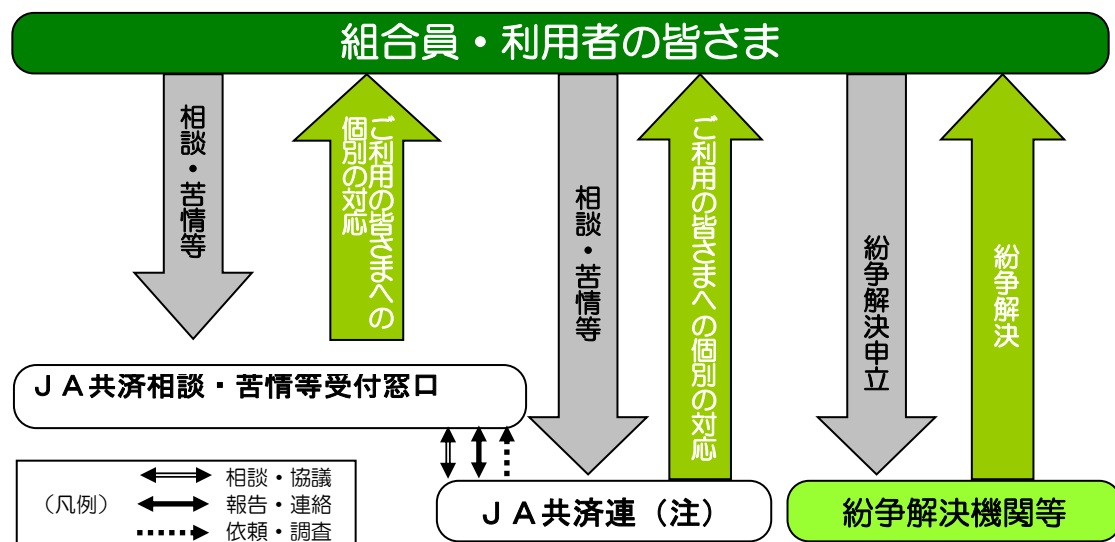 組合員・利用者の皆さま
相談・苦情等
ご利用の皆さまへの
個別の対応
相談・苦情等
ご利用の皆さまへの個別の対応
紛争解決申立
紛争解決
ＪＡ共済相談・苦情等受付窓口
（凡例）
相談・協議
報告・連絡
依頼・調査
ＪＡ共済連（注）
紛争解決機関等